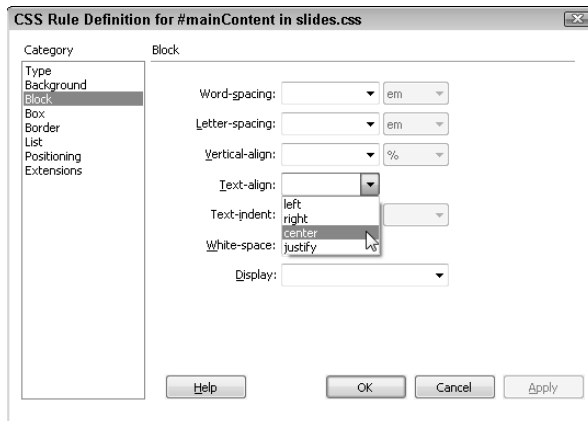 CSS Rule Definition for #mainContent in slides.css
Category
Block
Type
Background
Block
Box
Border
List
Positioning
Extensions
Word-spacing:
em
Letter-spacing:
em
Vertical-align:
%
Text-align:
left
right
center
justify
Text-indent:
White-space:
Display:
Help
OK
Cancel
Apply